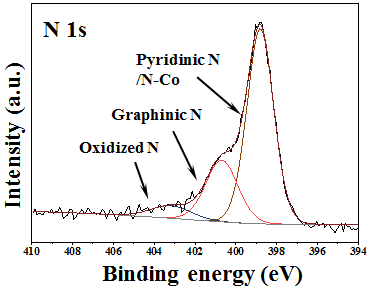 N 1s
Pyridinic N
/N-Co
Graphinic N
Oxidized N
Intensity (a.u.)
410 408 406 404 402 400 398 396 394
Binding energy (eV)